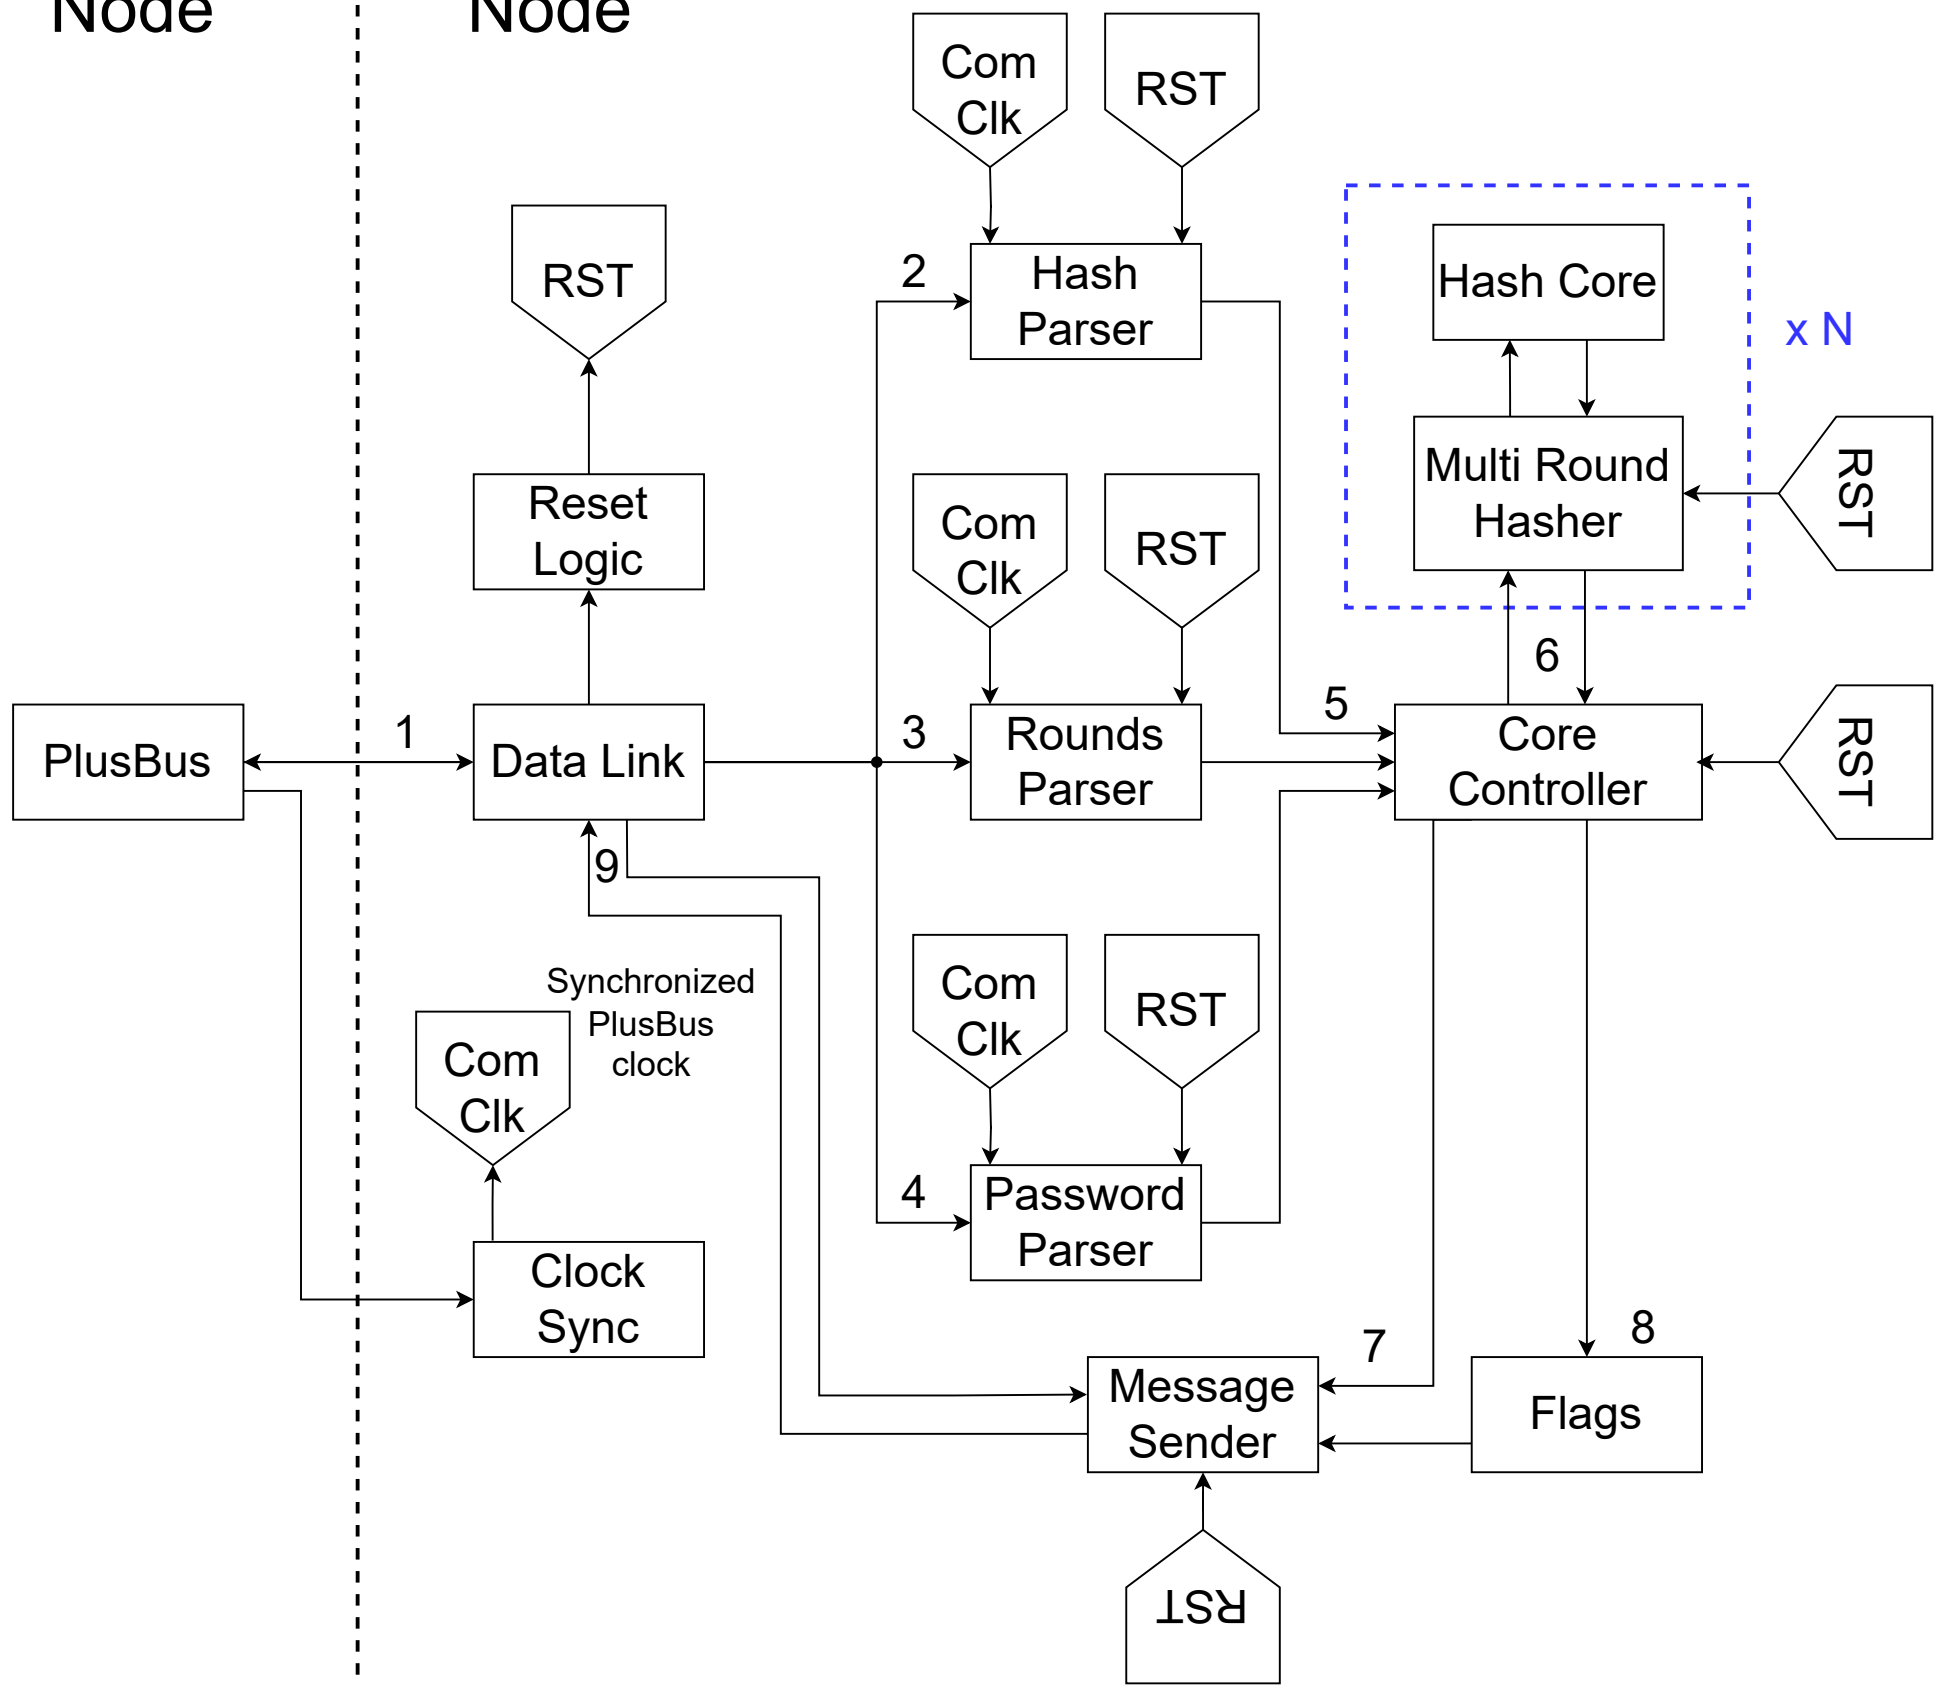 Node
Node
Com
Clk
RST
RST
2
Hash
Parser
Hash Core
x N
Reset
Logic
Com
Clk
RST
Multi Round
Hasher
RST
6
PlusBus
1
Data Link
3
Rounds
Parser
5
Core
Controller
RST
9
Synchronized
PlusBus
clock
Com
Clk
Com
Clk
RST
4
Password
Parser
Clock
Sync
7
8
Message
Sender
Flags
RST